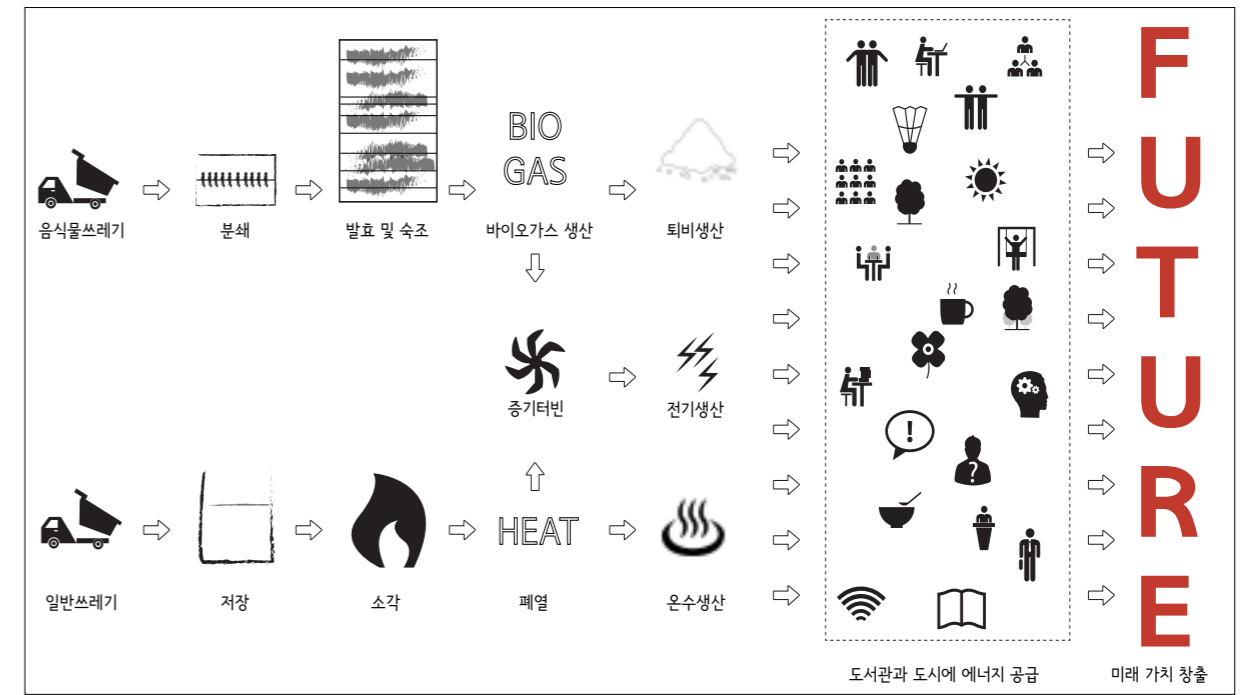 BIO
GAS
음식물쓰레기
분쇄
발효 및 숙조
바이오가스 생산
퇴비생산
증기터빈
전기생산
HEAT
일반쓰레기
저장
소각
폐열
온수생산
!
?
도서관과 도시에 에너지 공급
F
U
T
U
R
E
미래 가치 창출